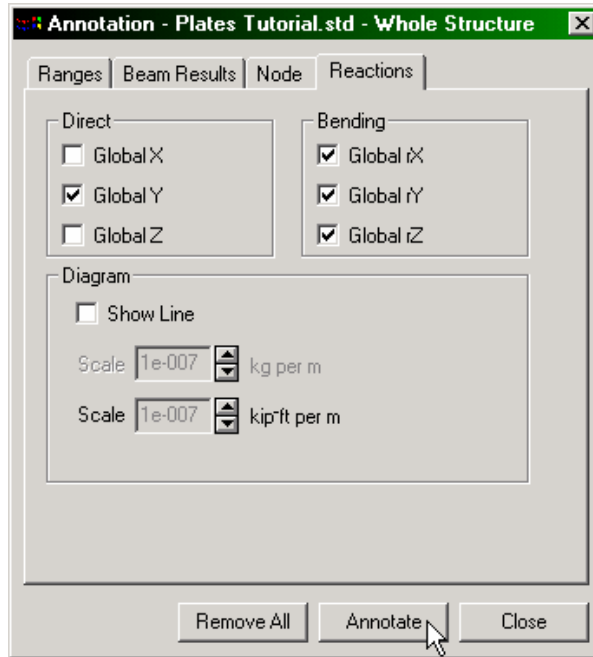 Annotation - Plates Tutorial.std - Whole Structure
Ranges Beam Results Node Reactions
Direct Bending
Global X Global rX
Global Y Global rY
Global Z Global rZ
Diagram
Show Line
Scale 1e-007 kg per m
Scale 1e-007 kip-ft per m
Remove All Annotate Close